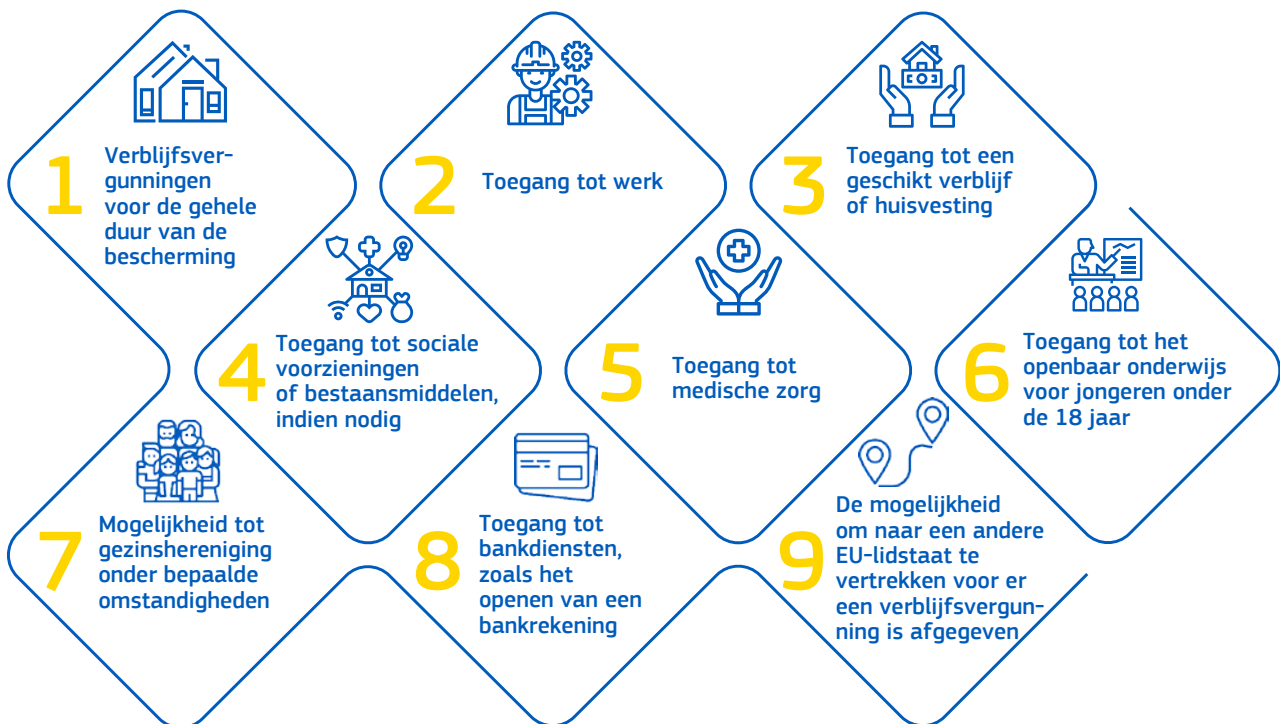 1
Verblijfsver-
gunningen
voor de gehele
duur van de
bescherming
2
Toegang tot werk
3
Toegang tot een
geschikt verblijf
of huisvesting
4
Toegang tot sociale
voorzieningen
of bestaansmiddelen,
indien nodig
5
Toegang tot
medische zorg
6
Toegang tot het
openbaar onderwijs
voor jongeren onder
de 18 jaar
7
Mogelijkheid tot
gezinshereniging
onder bepaalde
omstandigheden
8
Toegang tot
bankdiensten,
zoals het
openen van een
bankrekening
9
De mogelijkheid
om naar een andere
EU-lidstaat te
vertrekken voor er
een verblijfsvergun-
ning is afgegeven